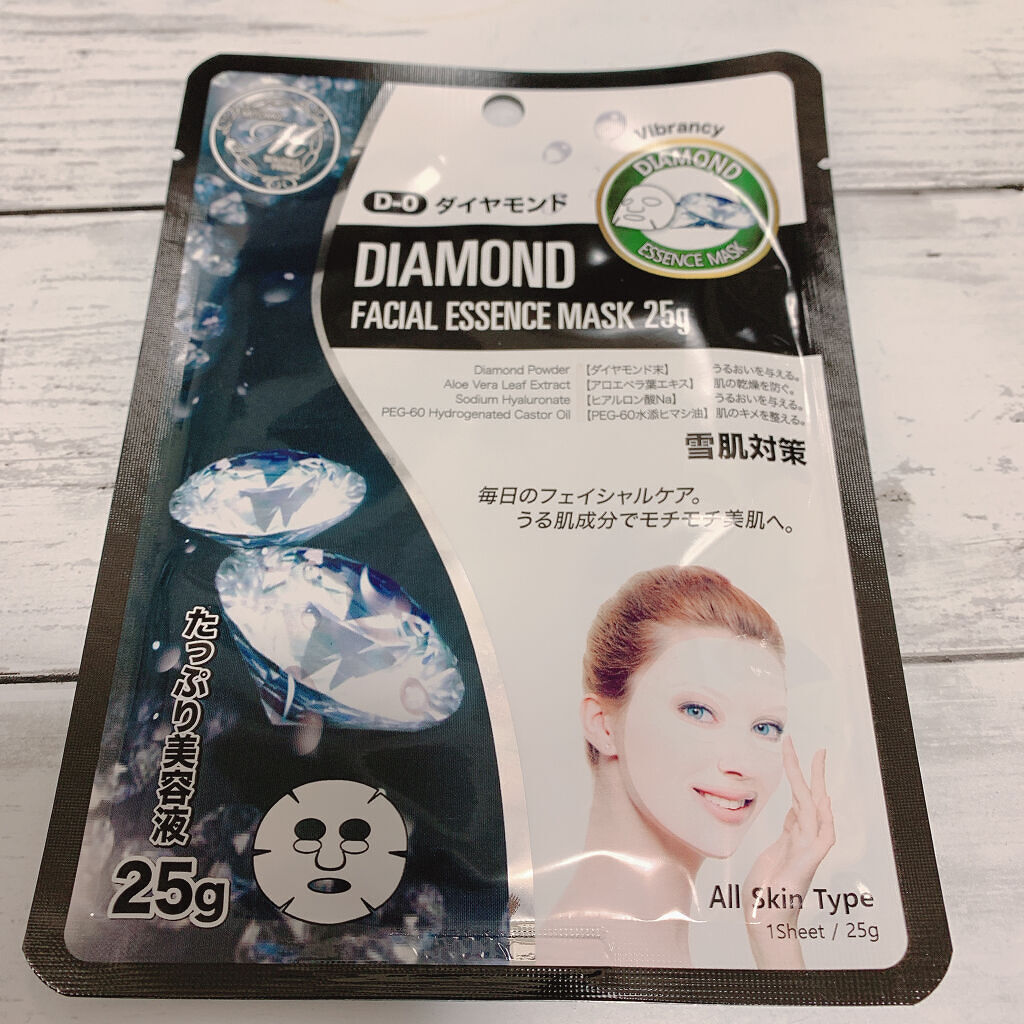 M
Vibrancy
DIAMOND
ESSENCE MASK
D-0 ダイヤモンド
DIAMOND
FACIAL ESSENCE MASK 25g
Diamond Powder 【ダイヤモンド末】 うるおいを与える。
Aloe Vera Leaf Extract 【アロエベラ葉エキス】 肌の乾燥を防ぐ。
Sodium Hyaluronate 【ヒアルロン酸Na】 うるおいを与える。
PEG-60 Hydrogenated Castor Oil 【PEG-60水添ヒマシ油】 肌のキメを整える。
雪肌対策
毎日のフェイシャルケア。
うる肌成分でモチモチ美肌へ。
たっぷり美容液
25g
All Skin Type
1Sheet / 25g